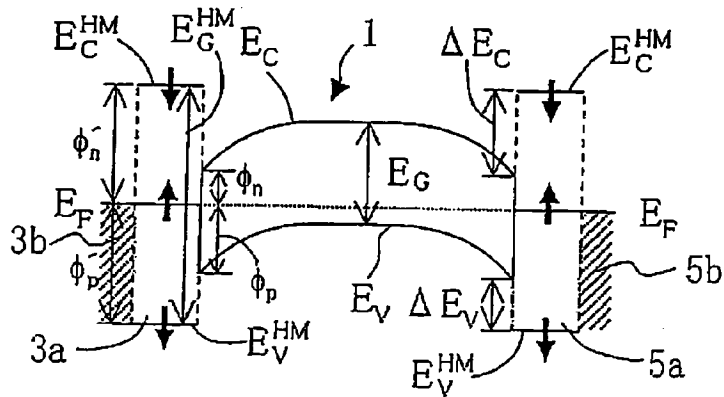 E_C^HM
E_G^HM
E_C
1
ΔE_C
E_C^HM
ϕ_n´
ϕ_n
E_G
E_F
E_F
3b
ϕ_p´
ϕ_p
E_V
ΔE_V
5b
3a
E_V^HM
E_V^HM
5a